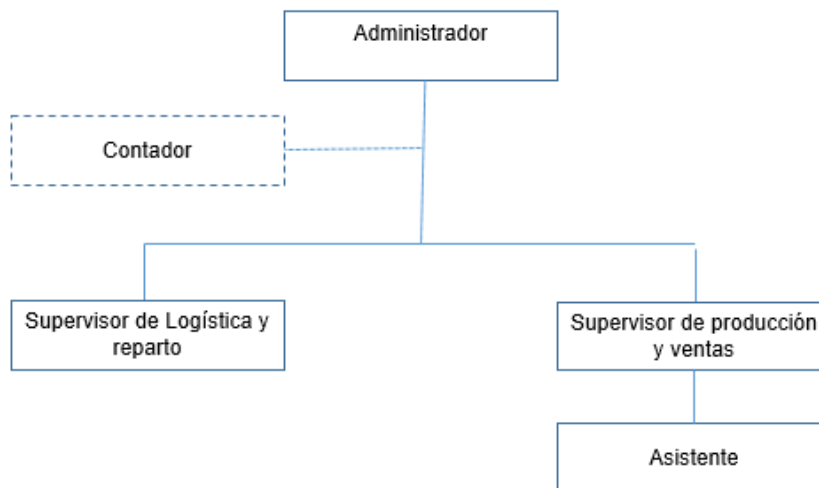 Administrador
Contador
Supervisor de Logística y
reparto
Supervisor de producción
y ventas
Asistente